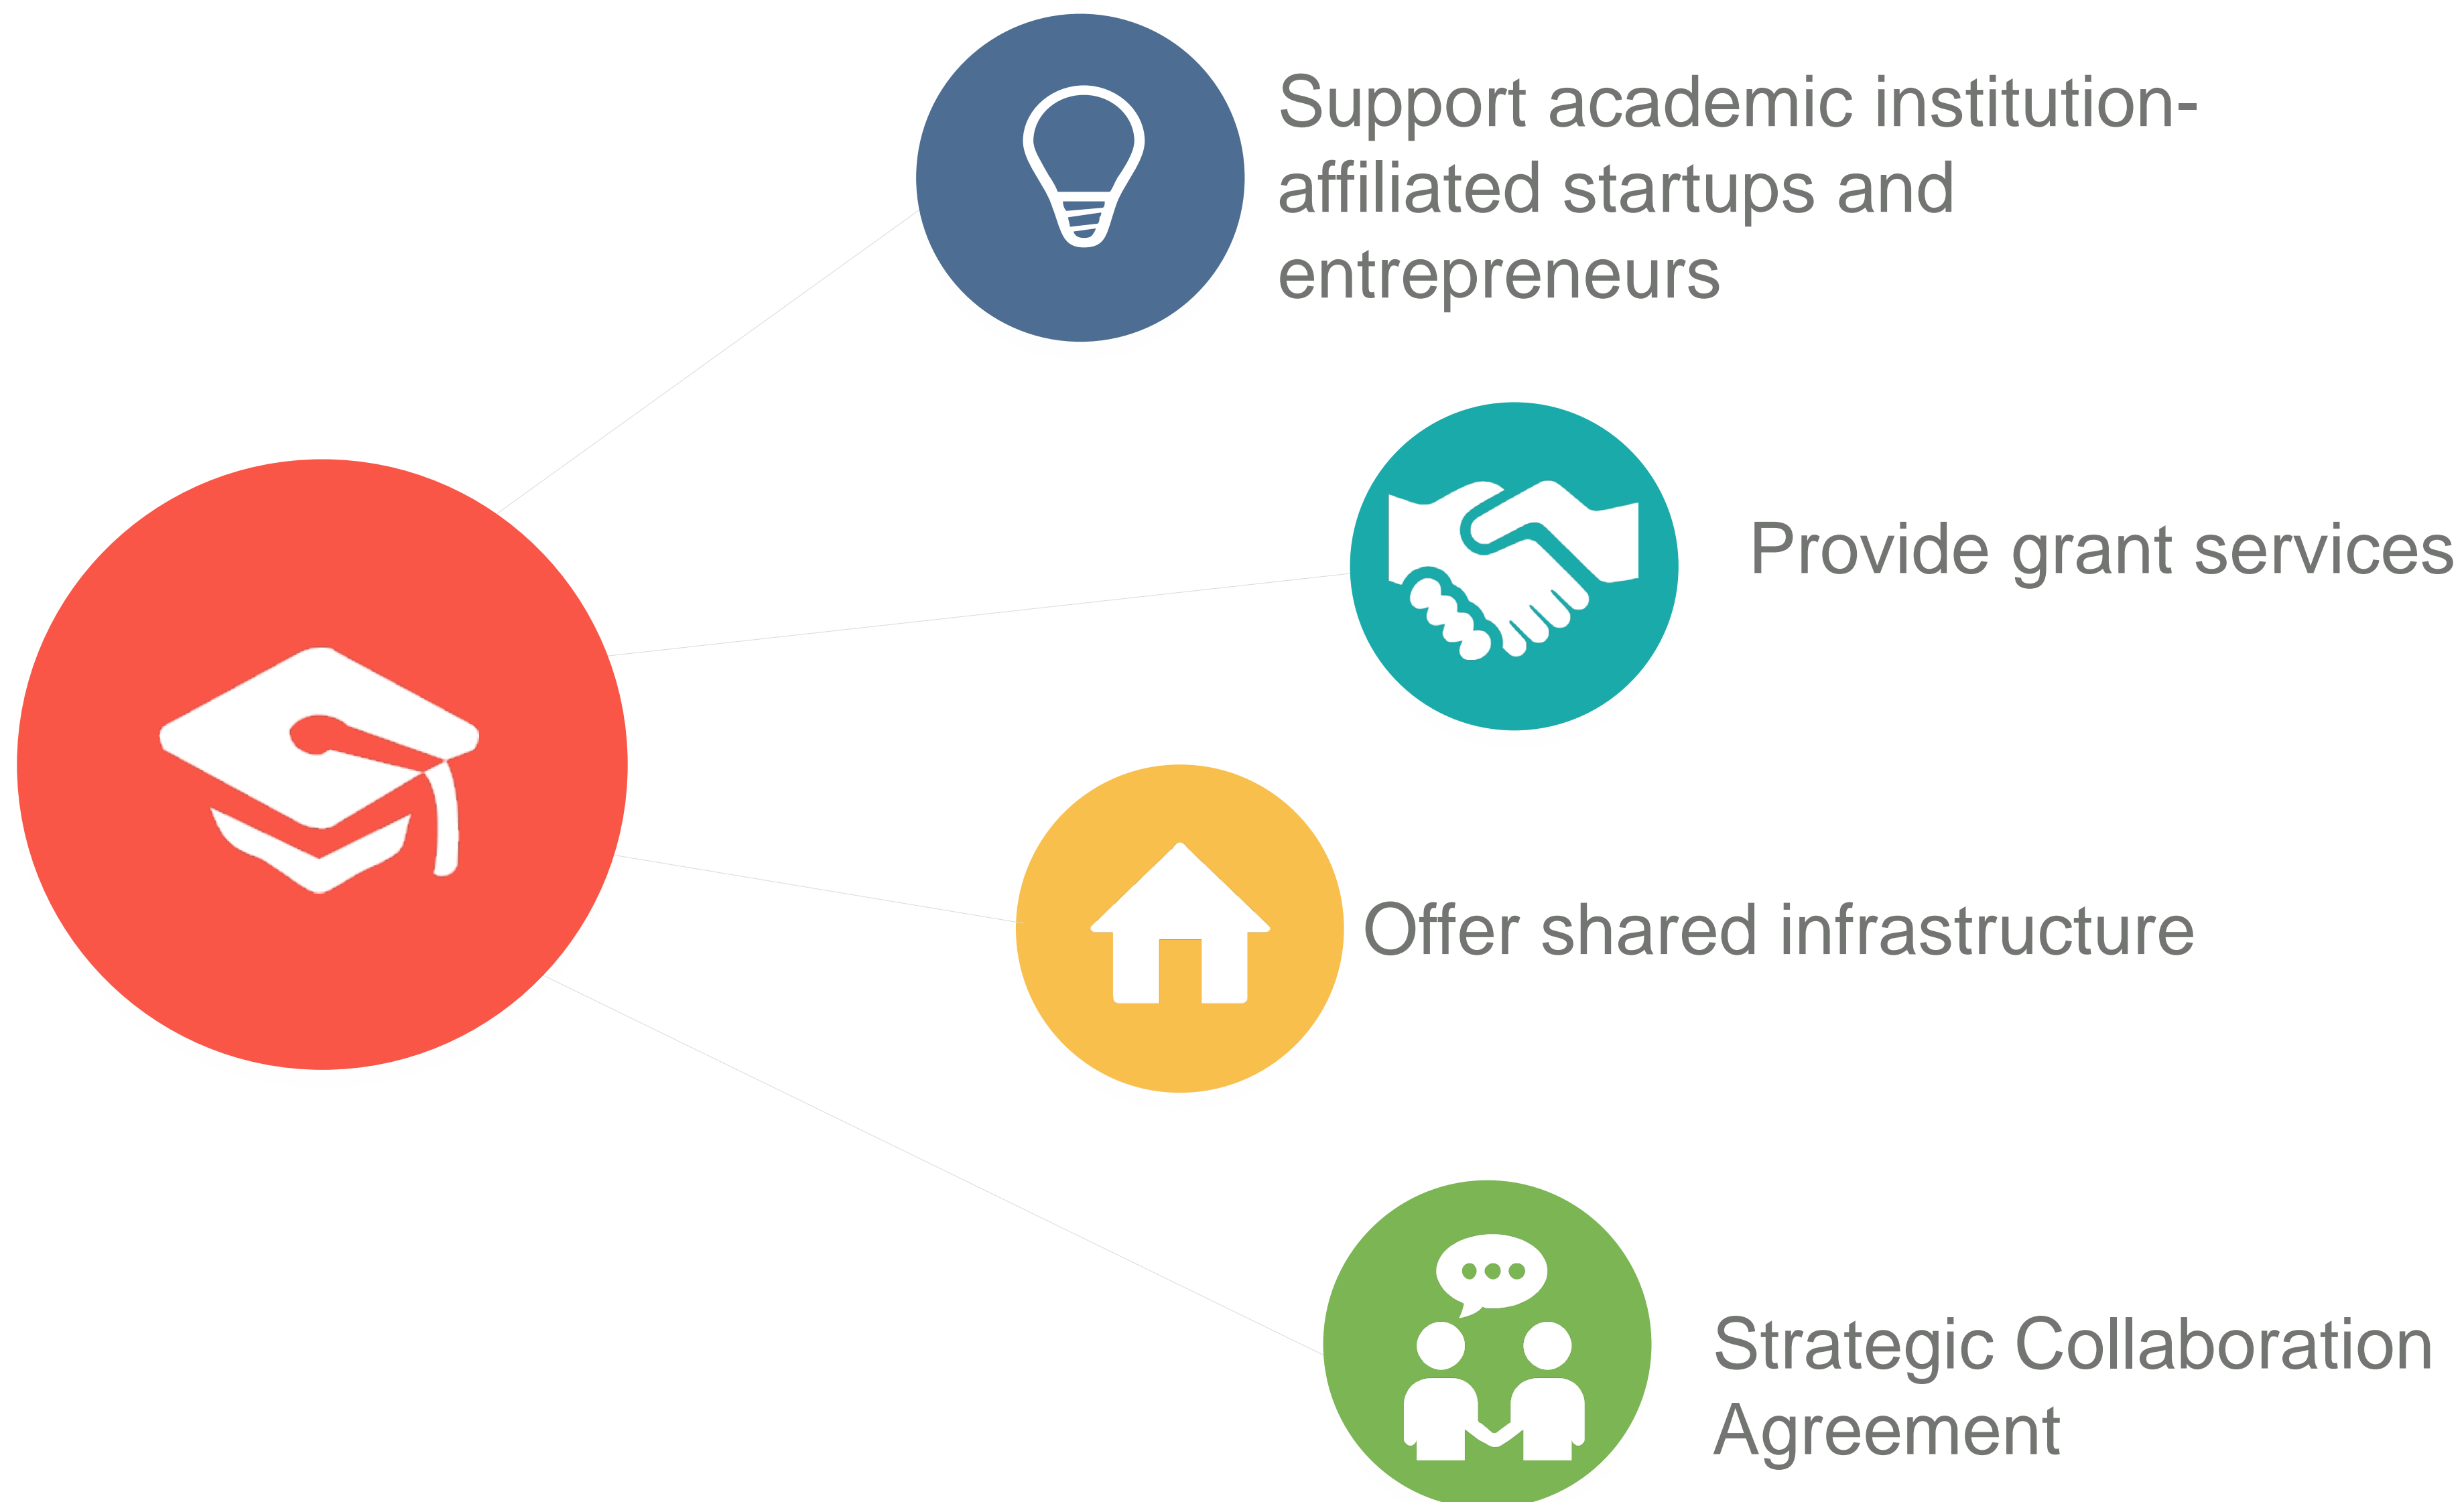 Support academic institution-
affiliated startups and
entrepreneurs
Provide grant services
Offer shared infrastructure
Strategic Collaboration
Agreement